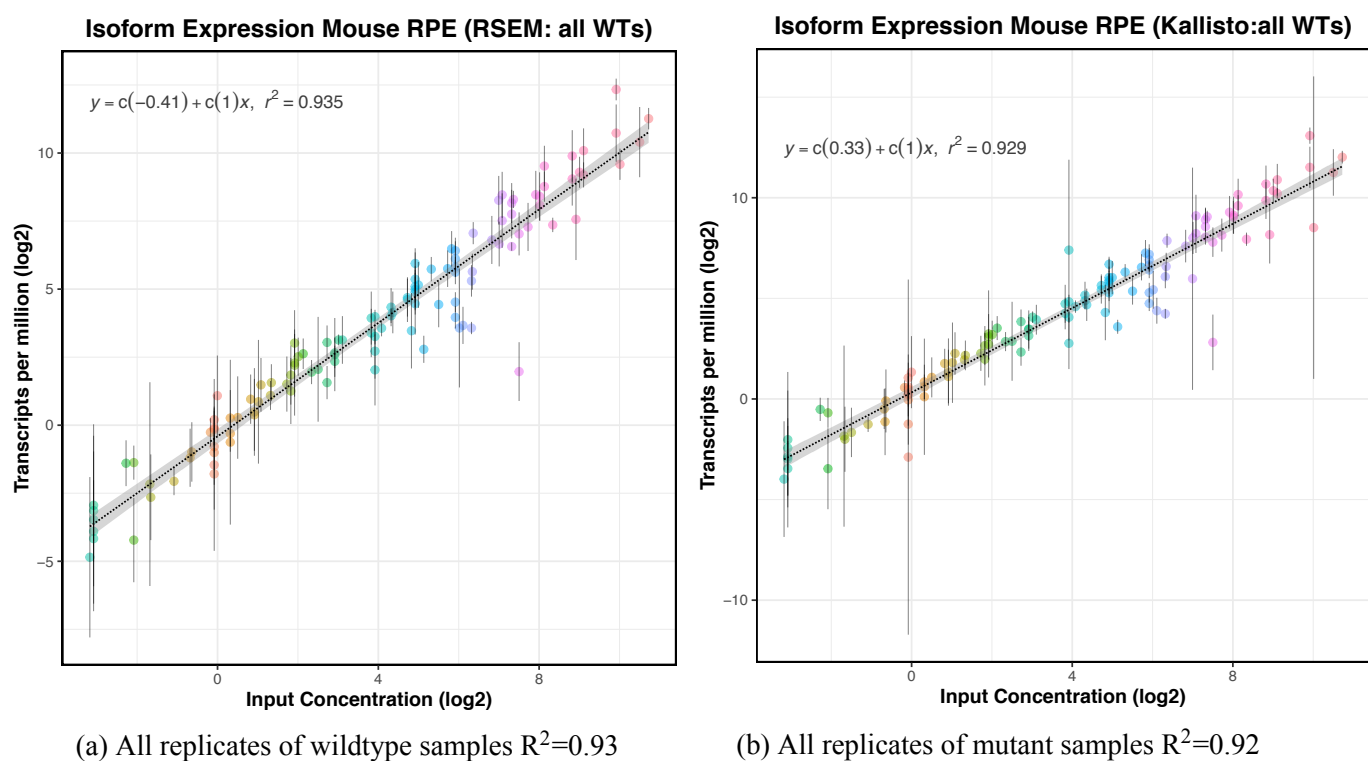 Isoform Expression Mouse RPE (RSEM: all WTs)
y = c(−0.41) + c(1)x, r² = 0.935
Transcripts per million (log2)
10
5
0
−5
0 4 8
Input Concentration (log2)
(a) All replicates of wildtype samples R²=0.93
Isoform Expression Mouse RPE (Kallisto:all WTs)
y = c(0.33) + c(1)x, r² = 0.929
Transcripts per million (log2)
10
0
−10
0 4 8
Input Concentration (log2)
(b) All replicates of mutant samples R²=0.92